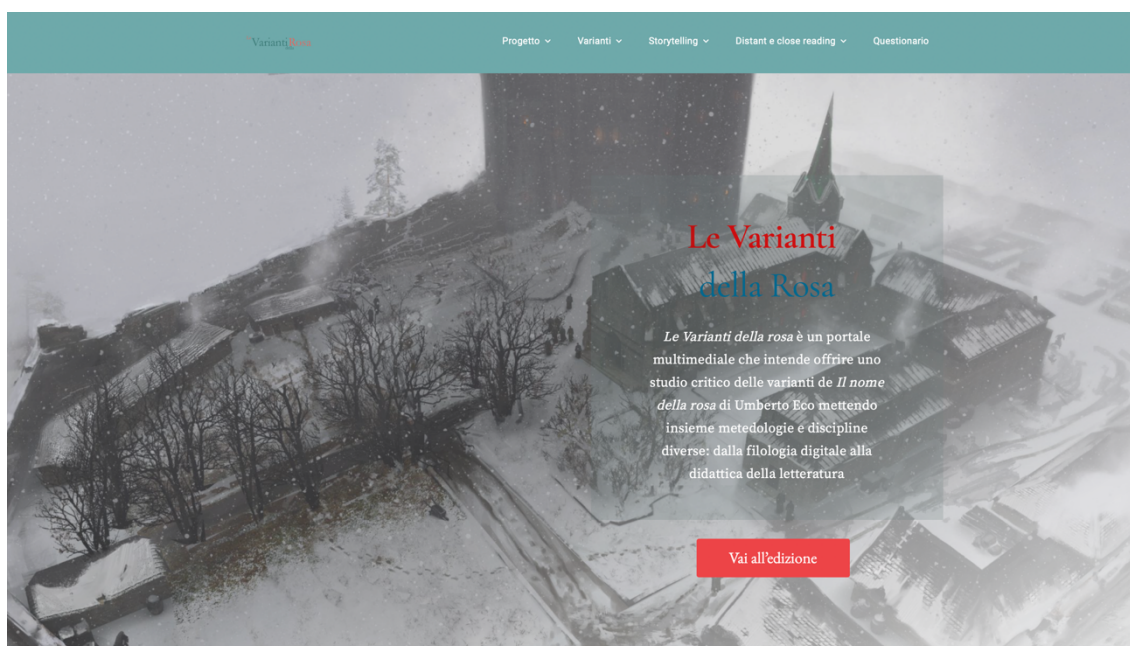 Varianti Rosa
Progetto Varianti Storytelling Distant e close reading Questionario
Le Varianti
della Rosa
Le Varianti della rosa è un portale
multimediale che intende offrire uno
studio critico delle varianti de Il nome
della rosa di Umberto Eco mettendo
insieme metedologie e discipline
diverse: dalla filologia digitale alla
didattica della letteratura
Vai all'edizione